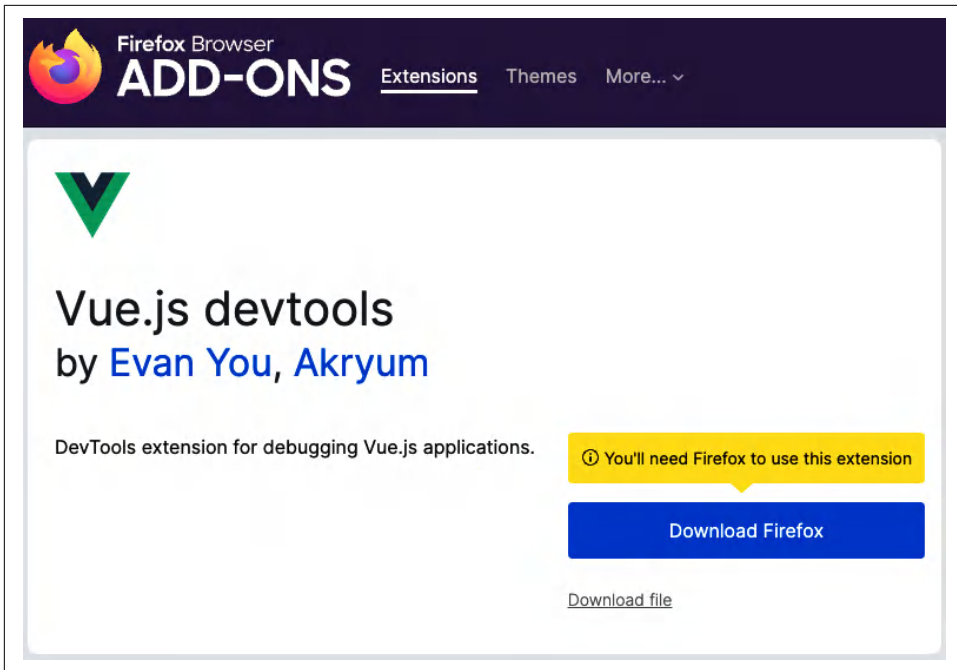 Firefox Browser
ADD-ONS Extensions Themes More...
Vue.js devtools
by Evan You, Akryum
DevTools extension for debugging Vue.js applications.
You'll need Firefox to use this extension
Download Firefox
Download file